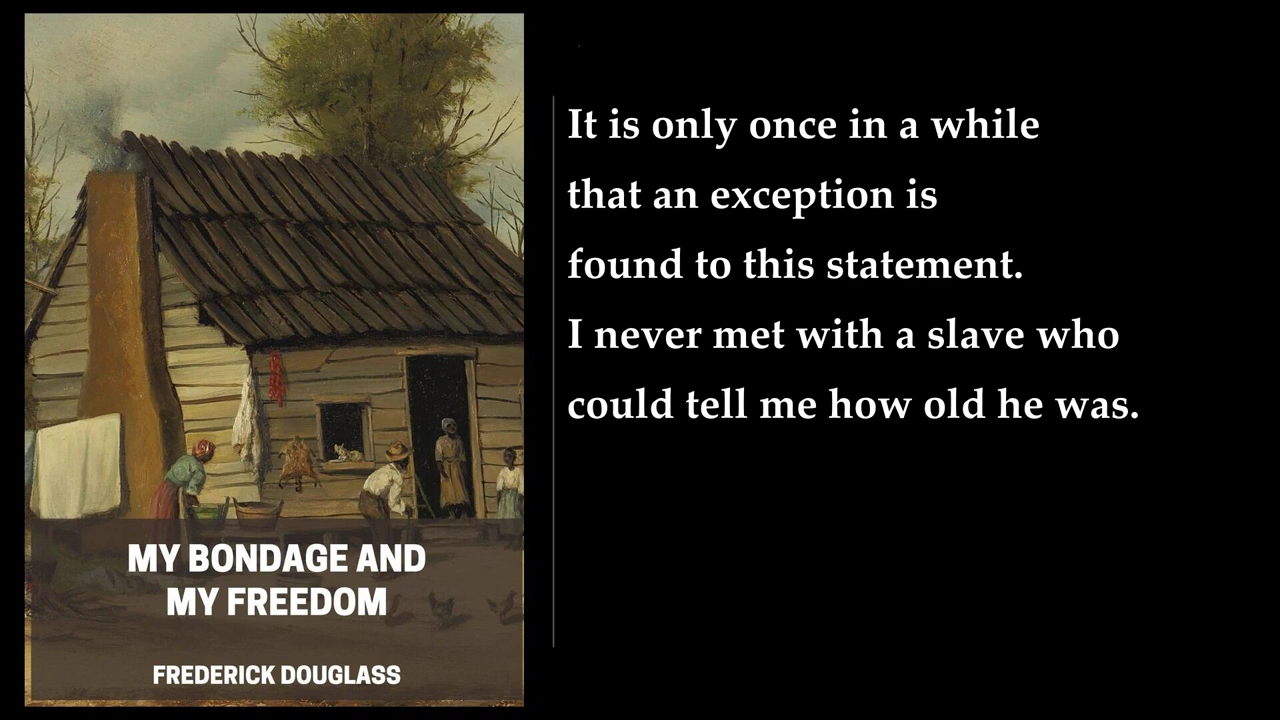 It is only once in a while
that an exception is
found to this statement.
I never met with a slave who
could tell me how old he was.
MY BONDAGE AND
MY FREEDOM
FREDERICK DOUGLASS